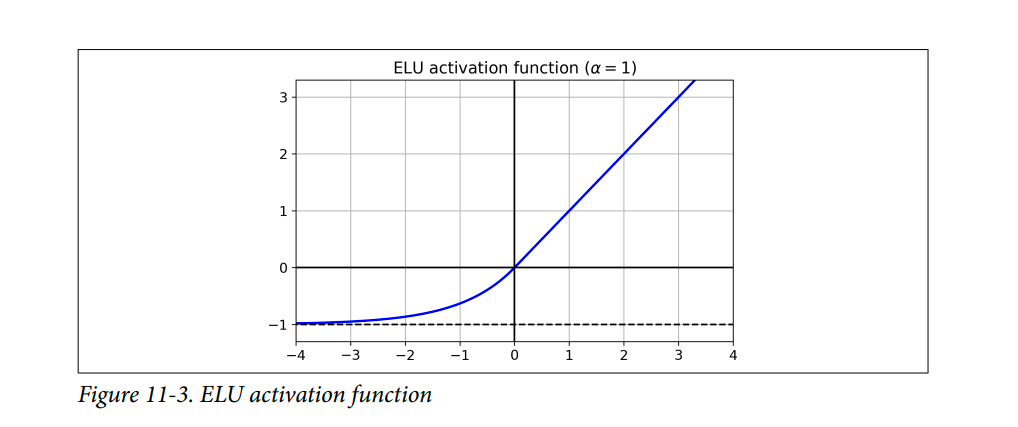 ELU activation function (α = 1)
3
2
1
0
−1
−4 −3 −2 −1 0 1 2 3 4
Figure 11-3. ELU activation function